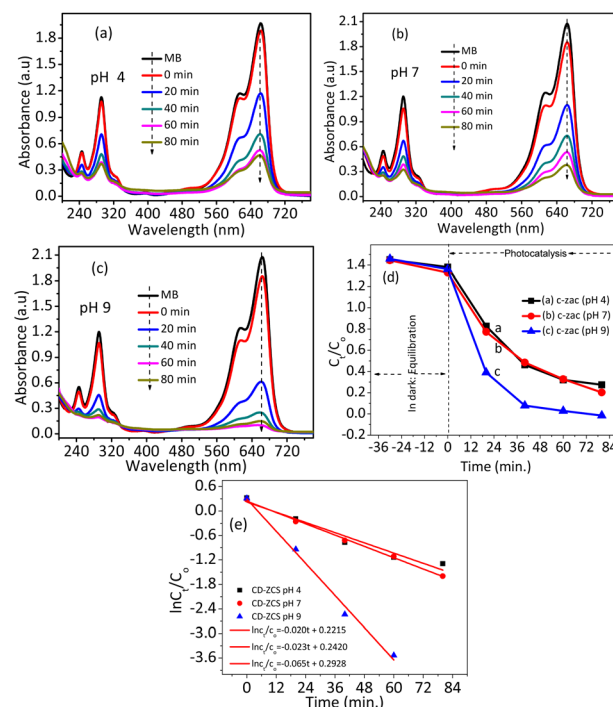 (a)
pH 4
MB
0 min
20 min
40 min
60 min
80 min
Absorbance (a.u)
1.8
1.5
1.2
0.9
0.6
0.3
0.0
240 320 400 480 560 640 720
Wavelength (nm)
(b)
pH 7
MB
0 min
20 min
40 min
60 min
80 min
Absorbance (a.u)
2.1
1.8
1.5
1.2
0.9
0.6
0.3
0.0
240 320 400 480 560 640 720
Wavelength (nm)
(c)
pH 9
MB
0 min
20 min
40 min
60 min
80 min
Absorbance (a.u)
2.1
1.8
1.5
1.2
0.9
0.6
0.3
0.0
240 320 400 480 560 640 720
Wavelength (nm)
(d)
Photocatalysis
(a) c-zac (pH 4)
(b) c-zac (pH 7)
(c) c-zac (pH 9)
a
b
c
In dark: Equilibration
Ct/Co
1.4
1.2
1.0
0.8
0.6
0.4
0.2
0.0
-0.2
-36 -24 -12 0 12 24 36 48 60 72 84
Time (min.)
(e)
lnCt/Co
0.6
0.0
-0.6
-1.2
-1.8
-2.4
-3.0
-3.6
CD-ZCS pH 4
CD-ZCS pH 7
CD-ZCS pH 9
lnct/co=-0.020t + 0.2215
lnct/co=-0.023t + 0.2420
lnct/co=-0.065t + 0.2928
0 12 24 36 48 60 72 84
Time (min.)